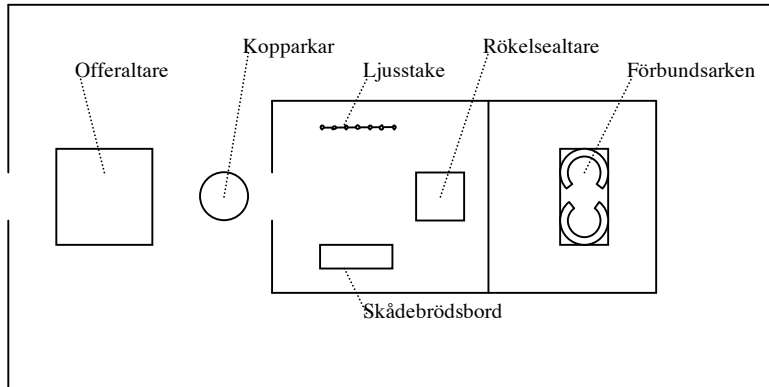 Kopparkar
Rökelsealtare
Offeraltare
Ljusstake
Förbundsarken
Skådebrödsbord